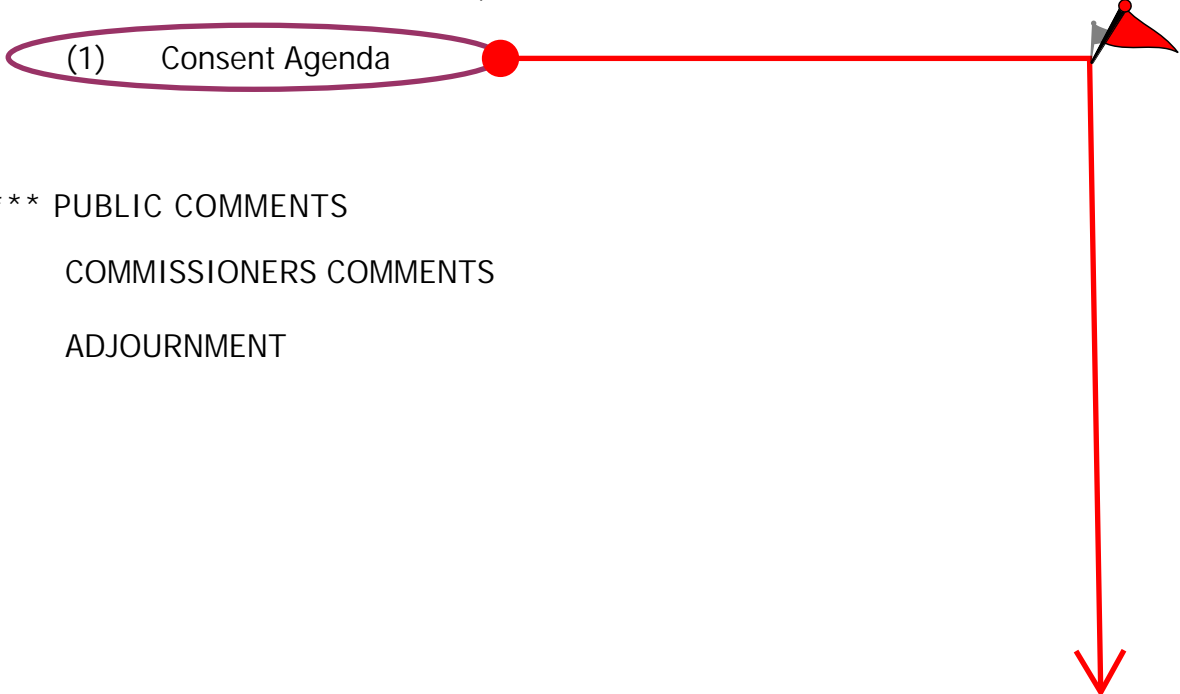 (1) Consent Agenda
** PUBLIC COMMENTS
COMMISSIONERS COMMENTS
ADJOURNMENT